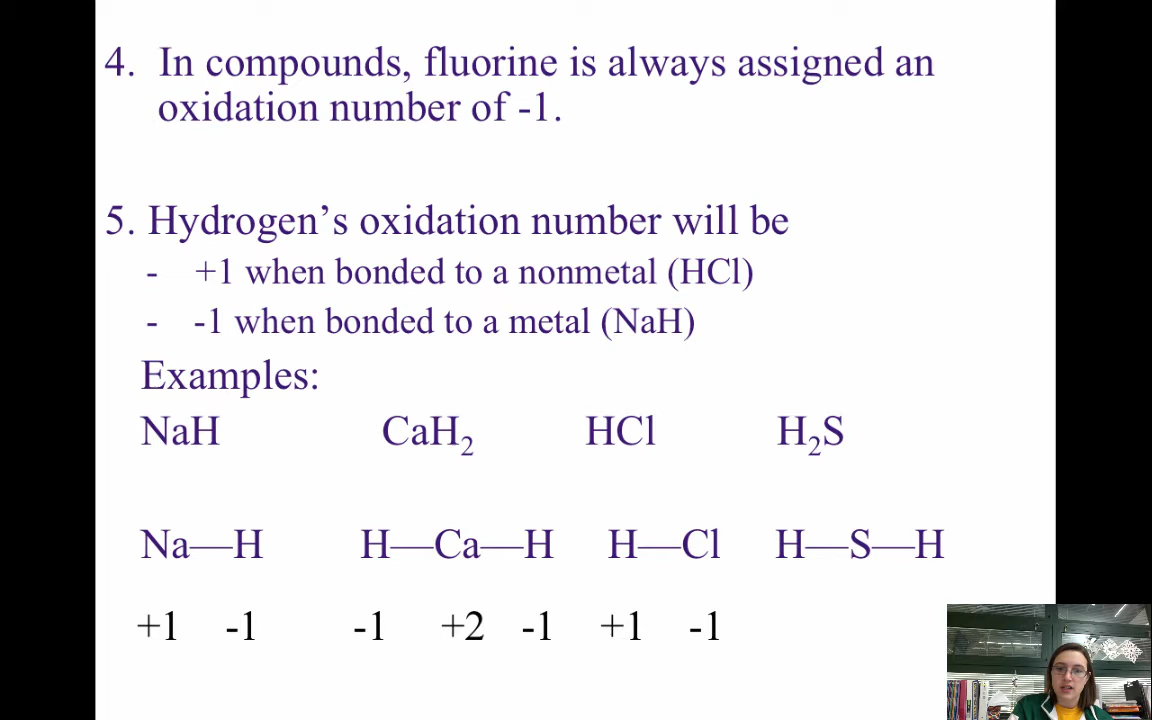 4. In compounds, fluorine is always assigned an
oxidation number of -1.
5. Hydrogen’s oxidation number will be
- +1 when bonded to a nonmetal (HCl)
- -1 when bonded to a metal (NaH)
Examples:
NaH CaH₂ HCl H₂S
Na—H H—Ca—H H—Cl H—S—H
+1 -1 -1 +2 -1 +1 -1